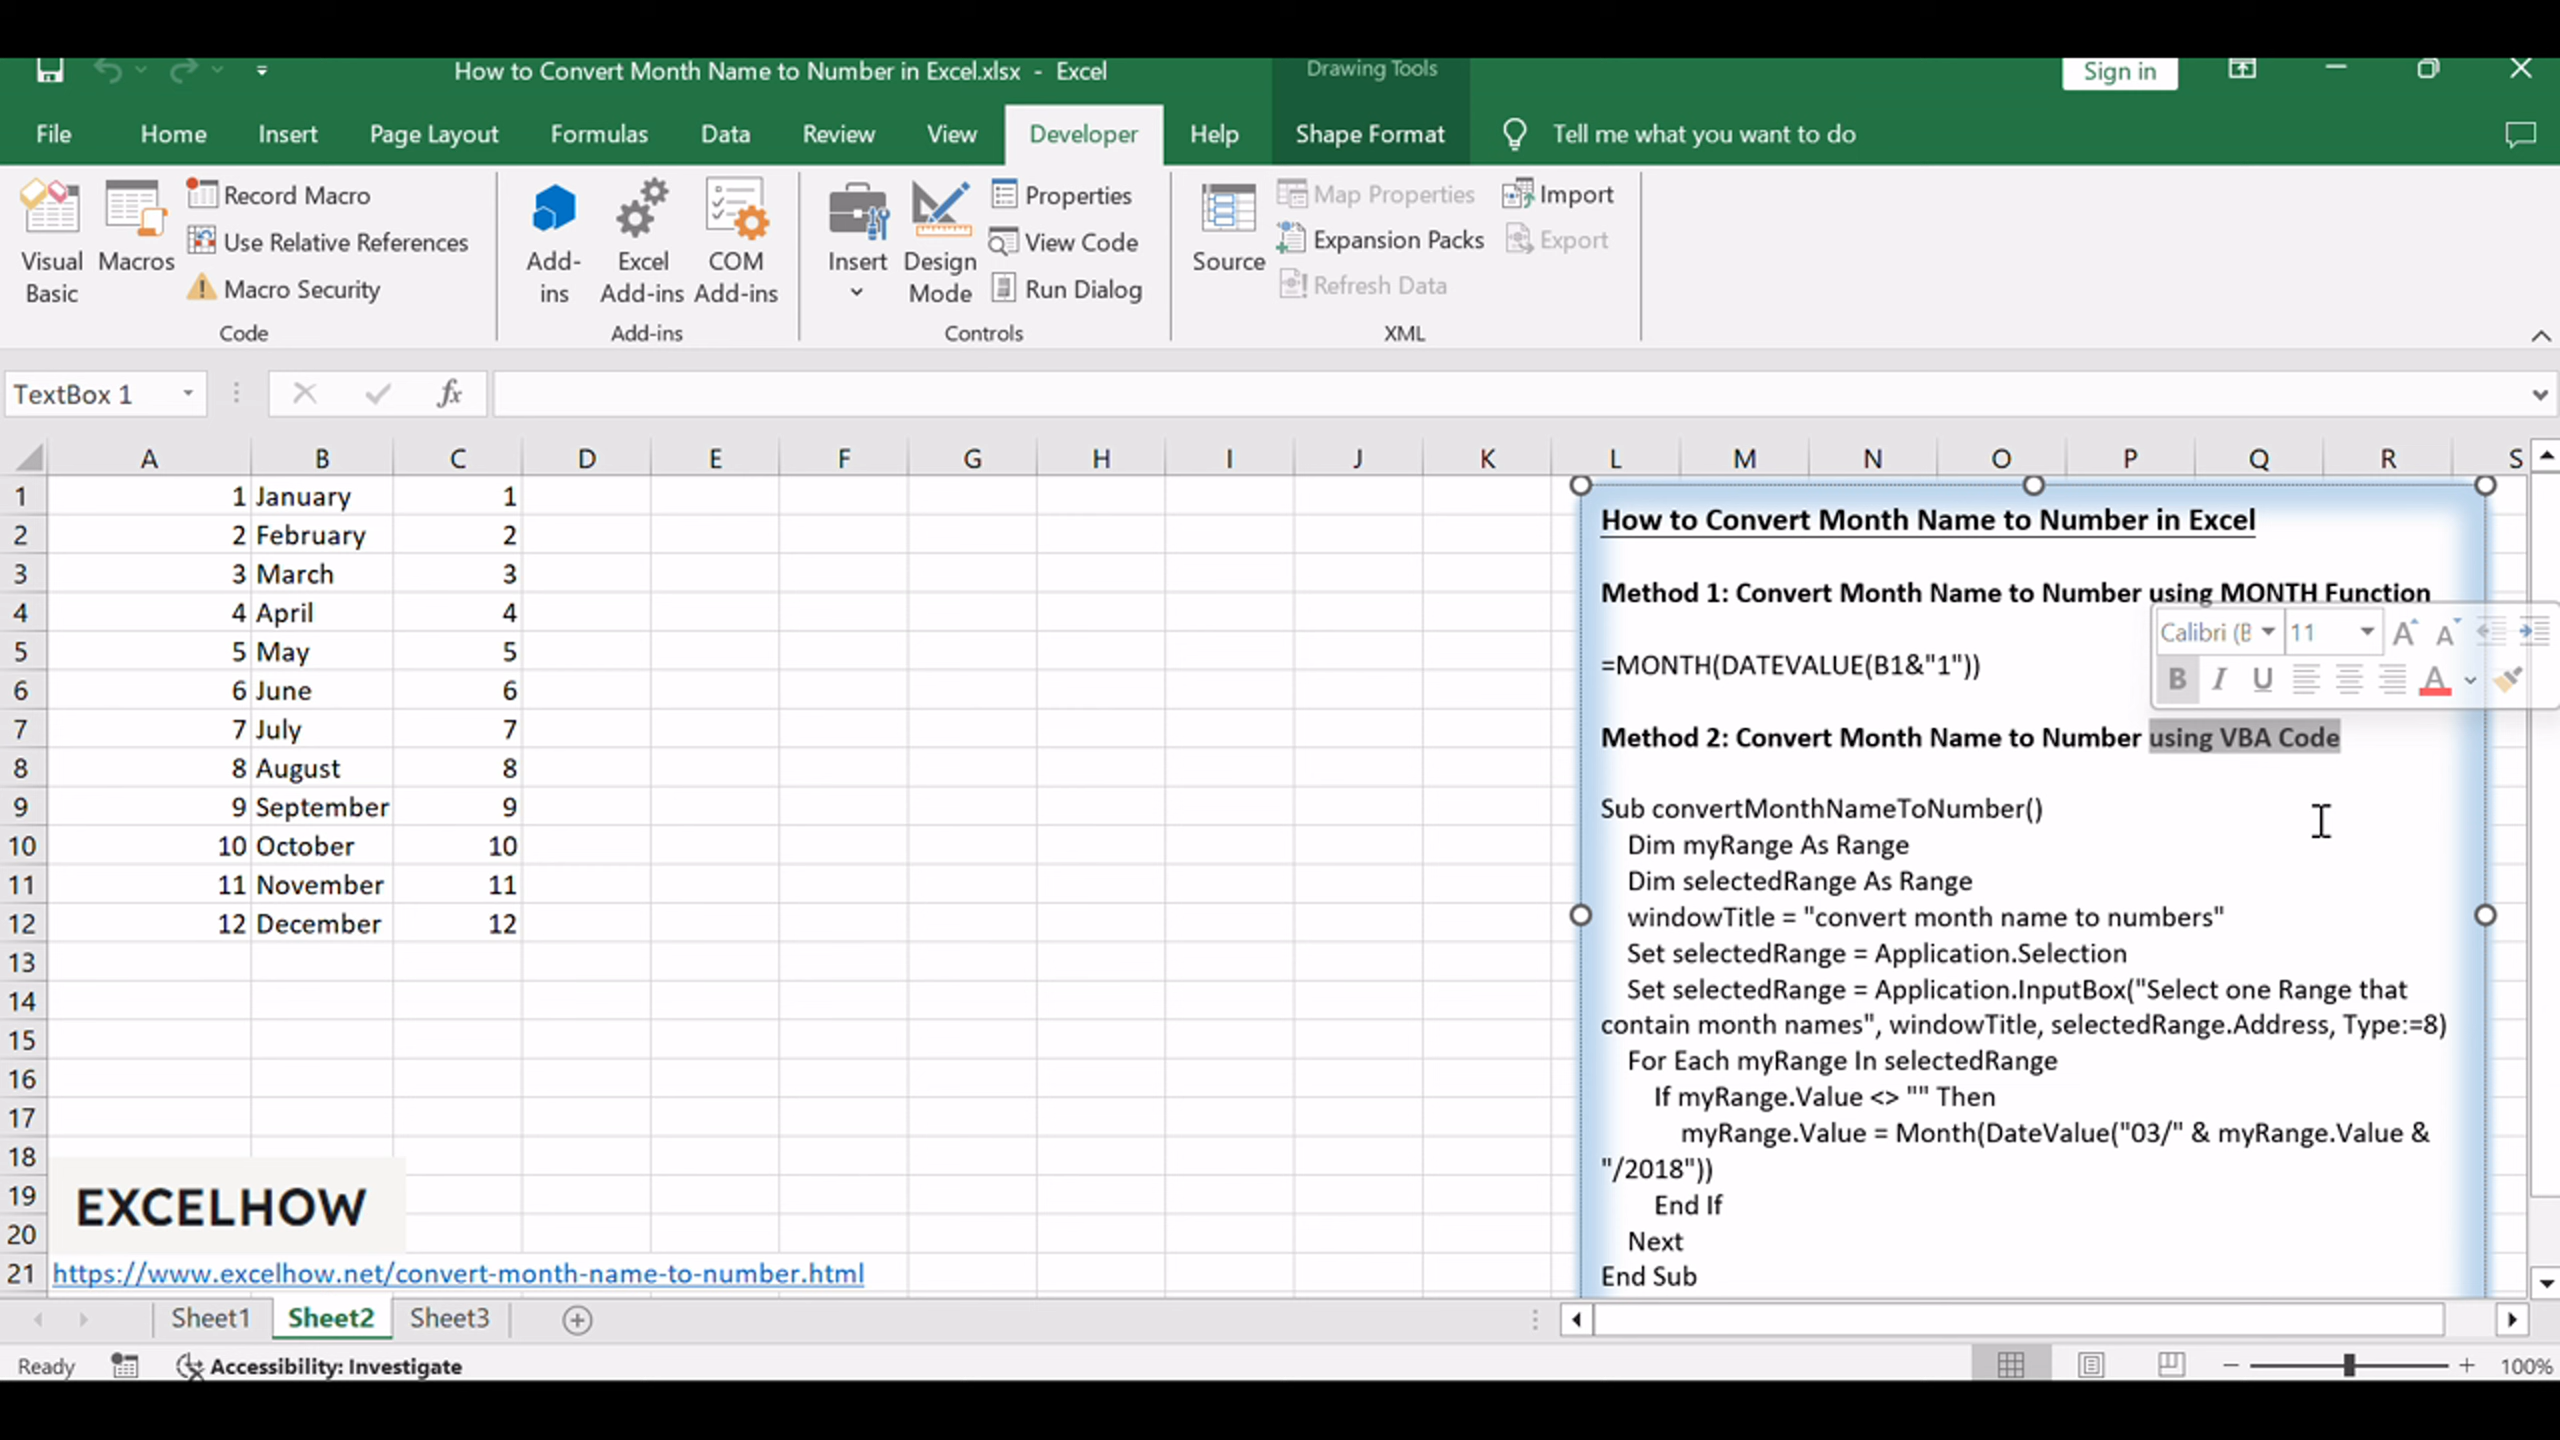 How to Convert Month Name to Number in Excel.xlsx - Excel
Drawing Tools
Sign in
File Home Insert Page Layout Formulas Data Review View Developer Help Shape Format Tell me what you want to do
Visual Basic
Macros
Record Macro
Use Relative References
Macro Security
Code
Add-ins
Excel Add-ins
COM Add-ins
Add-ins
Insert
Design Mode
Properties
View Code
Run Dialog
Controls
Source
Map Properties
Expansion Packs
Refresh Data
Import
Export
XML
TextBox 1
fx
A B C D E F G H I J K L M N O P Q R S
1 1 January 1
2 2 February 2
3 3 March 3
4 4 April 4
5 5 May 5
6 6 June 6
7 7 July 7
8 8 August 8
9 9 September 9
10 10 October 10
11 11 November 11
12 12 December 12
13
14
15
16
17
18
19
20
21 https://www.excelhow.net/convert-month-name-to-number.html
EXCELHOW
How to Convert Month Name to Number in Excel
Method 1: Convert Month Name to Number using MONTH Function
=MONTH(DATEVALUE(B1&"1"))
Calibri (B 11 A A
B I U A
Method 2: Convert Month Name to Number using VBA Code
Sub convertMonthNameToNumber()
Dim myRange As Range
Dim selectedRange As Range
windowTitle = "convert month name to numbers"
Set selectedRange = Application.Selection
Set selectedRange = Application.InputBox("Select one Range that
contain month names", windowTitle, selectedRange.Address, Type:=8)
For Each myRange In selectedRange
If myRange.Value <> "" Then
myRange.Value = Month(DateValue("03/" & myRange.Value &
"/2018"))
End If
Next
End Sub
Sheet1 Sheet2 Sheet3
Ready Accessibility: Investigate 100%